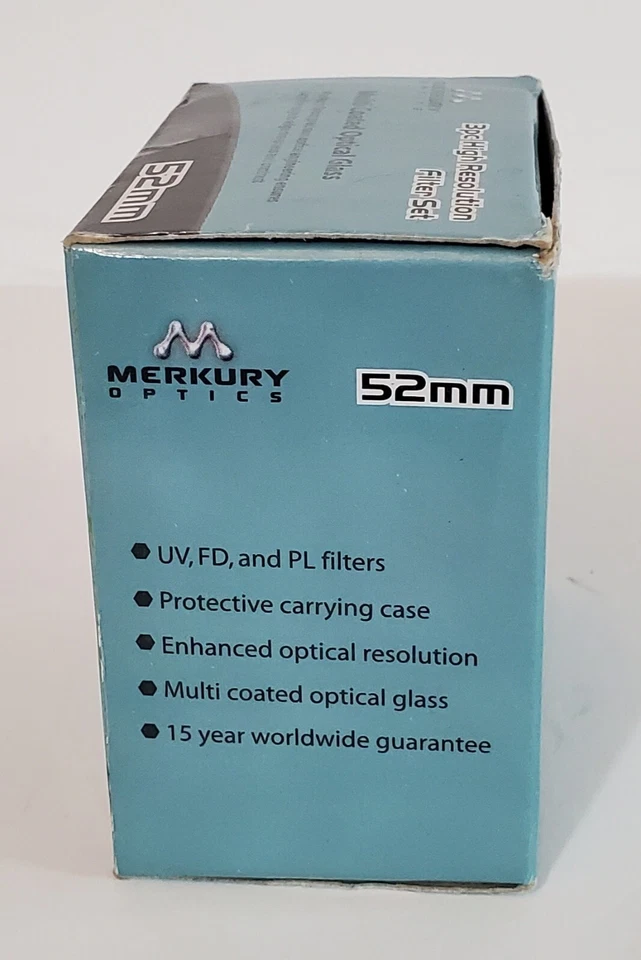 3pc High Resolution
Filter Set
Multi Coated Optical Glass
52mm
MERKURY
OPTICS
52mm
UV, FD, and PL filters
Protective carrying case
Enhanced optical resolution
Multi coated optical glass
15 year worldwide guarantee